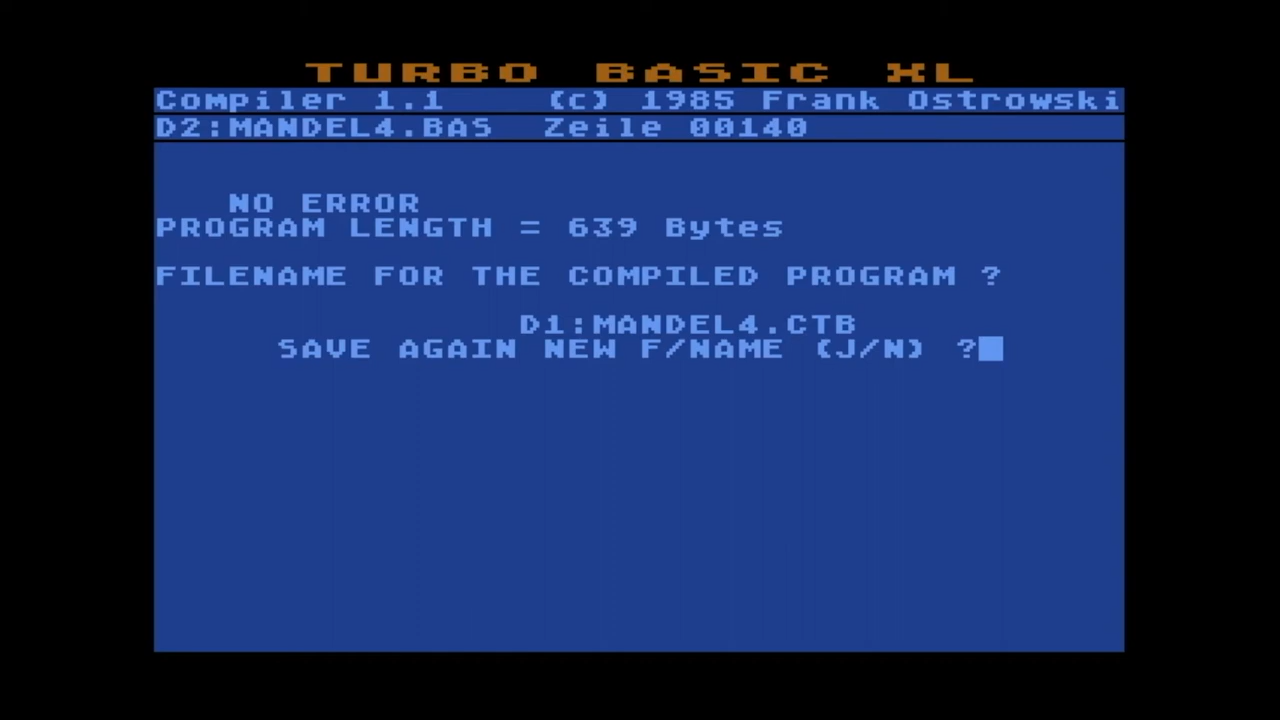 TURBO BASIC XL
Compiler 1.1 (c) 1985 Frank Ostrowski
D2:MANDEL4.BAS Zeile 00140
NO ERROR
PROGRAM LENGTH = 639 Bytes
FILENAME FOR THE COMPILED PROGRAM ?
D1:MANDEL4.CTB
SAVE AGAIN NEW F/NAME (J/N) ?